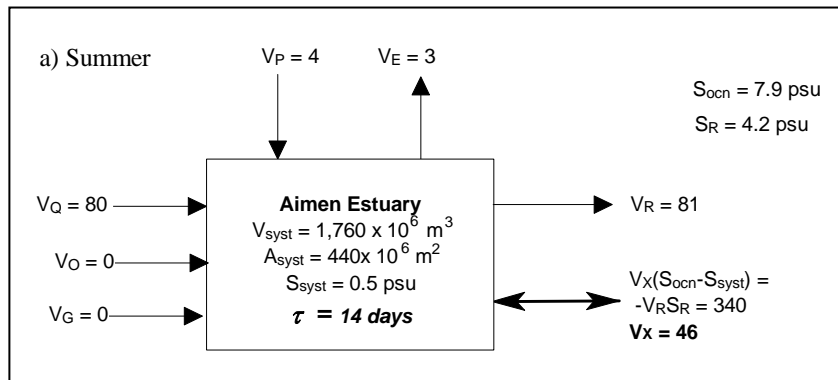 a) Summer
V_P = 4
V_E = 3
S_ocn = 7.9 psu
S_R = 4.2 psu
V_Q = 80
V_O = 0
V_G = 0
Aimen Estuary
V_syst = 1,760 x 10^6 m^3
A_syst = 440x 10^6 m^2
S_syst = 0.5 psu
τ = 14 days
V_R = 81
V_X(S_ocn-S_syst) =
-V_RS_R = 340
Vx = 46